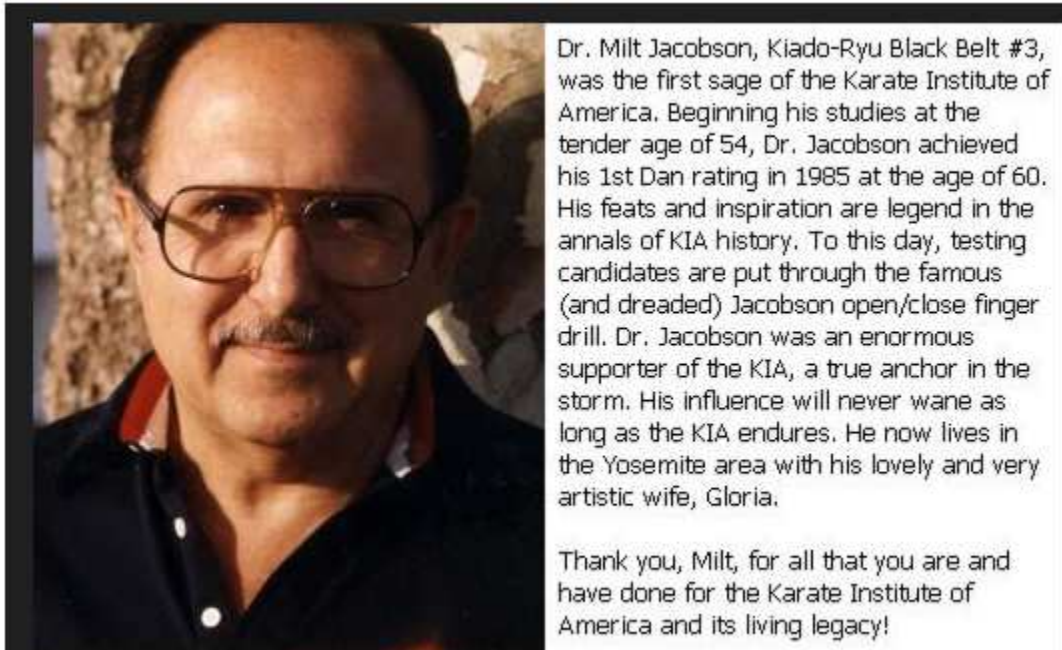 Dr. Milt Jacobson, Kiado-Ryu Black Belt #3,
was the first sage of the Karate Institute of
America. Beginning his studies at the
tender age of 54, Dr. Jacobson achieved
his 1st Dan rating in 1985 at the age of 60.
His feats and inspiration are legend in the
annals of KIA history. To this day, testing
candidates are put through the famous
(and dreaded) Jacobson open/close finger
drill. Dr. Jacobson was an enormous
supporter of the KIA, a true anchor in the
storm. His influence will never wane as
long as the KIA endures. He now lives in
the Yosemite area with his lovely and very
artistic wife, Gloria.
Thank you, Milt, for all that you are and
have done for the Karate Institute of
America and its living legacy!